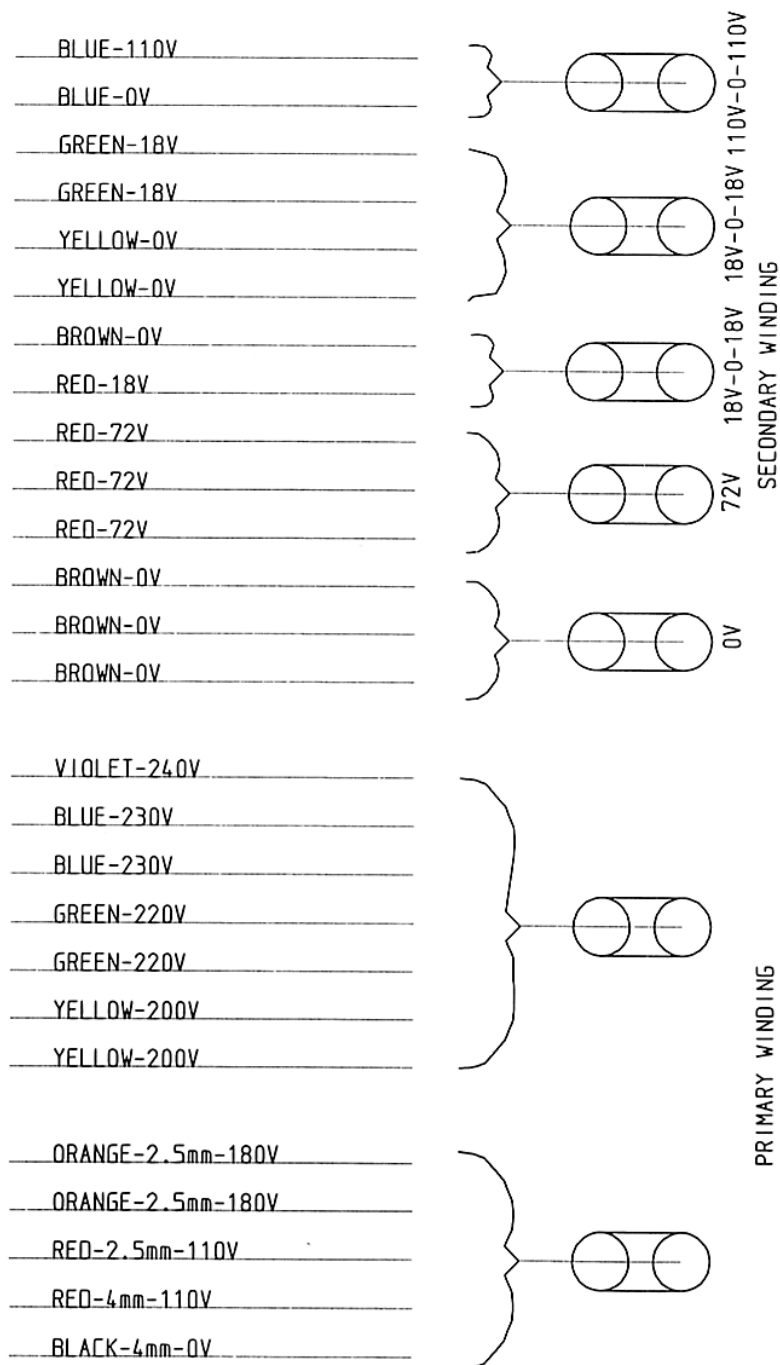 BLUE-110V
BLUE-0V
GREEN-18V
GREEN-18V
YELLOW-0V
YELLOW-0V
BROWN-0V
RED-18V
RED-72V
RED-72V
RED-72V
BROWN-0V
BROWN-0V
BROWN-0V
110V-0-110V
18V-0-18V
18V-0-18V
72V
0V
SECONDARY WINDING
VIOLET-240V
BLUE-230V
BLUE-230V
GREEN-220V
GREEN-220V
YELLOW-200V
YELLOW-200V
ORANGE-2.5mm-180V
ORANGE-2.5mm-180V
RED-2.5mm-110V
RED-4mm-110V
BLACK-4mm-0V
PRIMARY WINDING